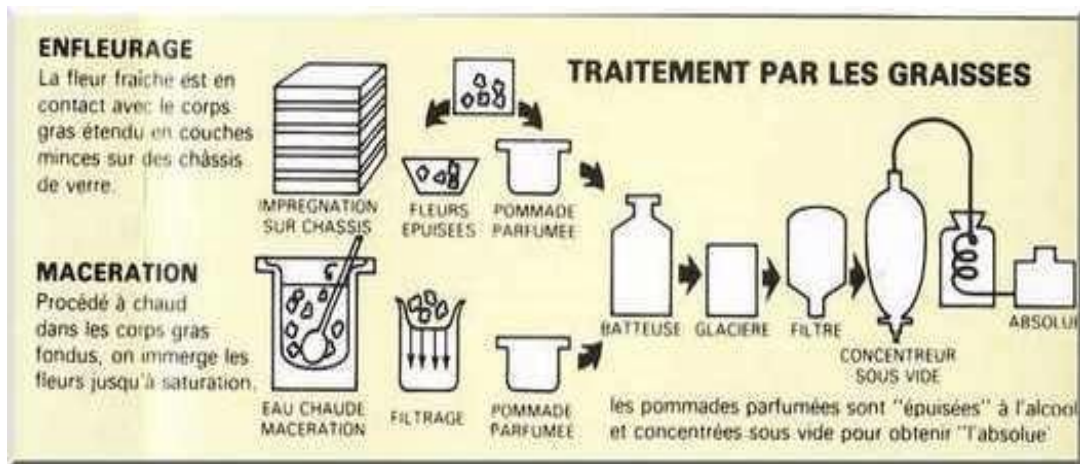 ENFLEURAGE
La fleur fraîche est en
contact avec le corps
gras étendu en couches
minces sur des châssis
de verre.
IMPREGNATION
SUR CHASSIS
FLEURS
EPUISEES
POMMADE
PARFUMEE
TRAITEMENT PAR LES GRAISSES
MACERATION
Procédé à chaud
dans les corps gras
fondus, on immerge les
fleurs jusqu'à saturation.
EAU CHAUDE
MACERATION
FILTRAGE
POMMADE
PARFUMEE
BATTEUSE
GLACIERE
FILTRE
CONCENTREUR
SOUS VIDE
ABSOLUE
les pommades parfumées sont "épuisées" à l'alcool
et concentrées sous vide pour obtenir "l'absolue"